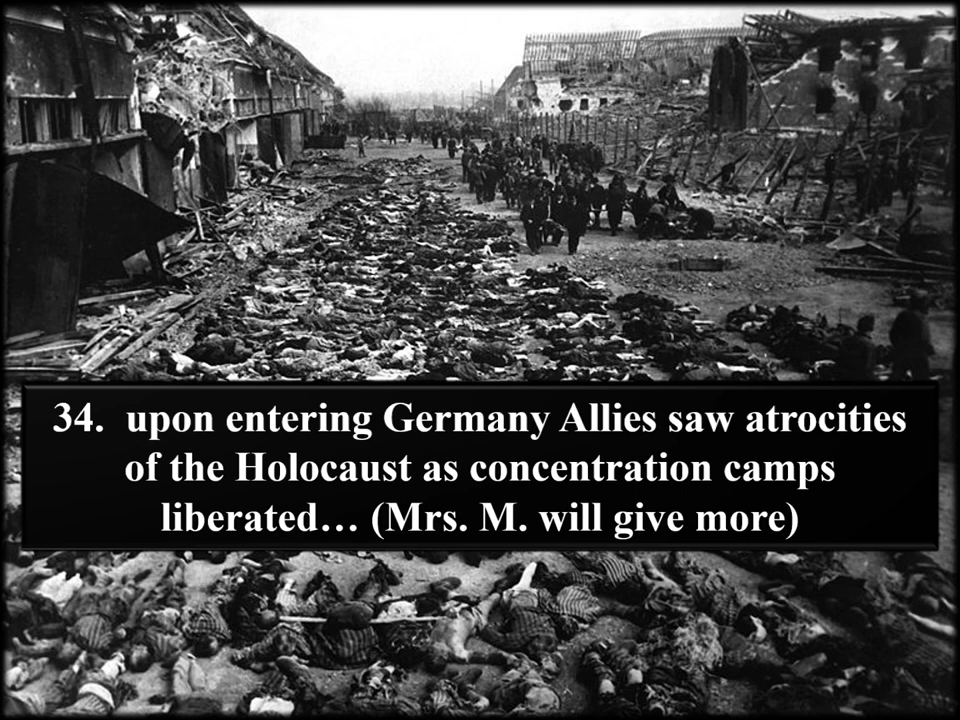 34. upon entering Germany Allies saw atrocities
of the Holocaust as concentration camps
liberated… (Mrs. M. will give more)